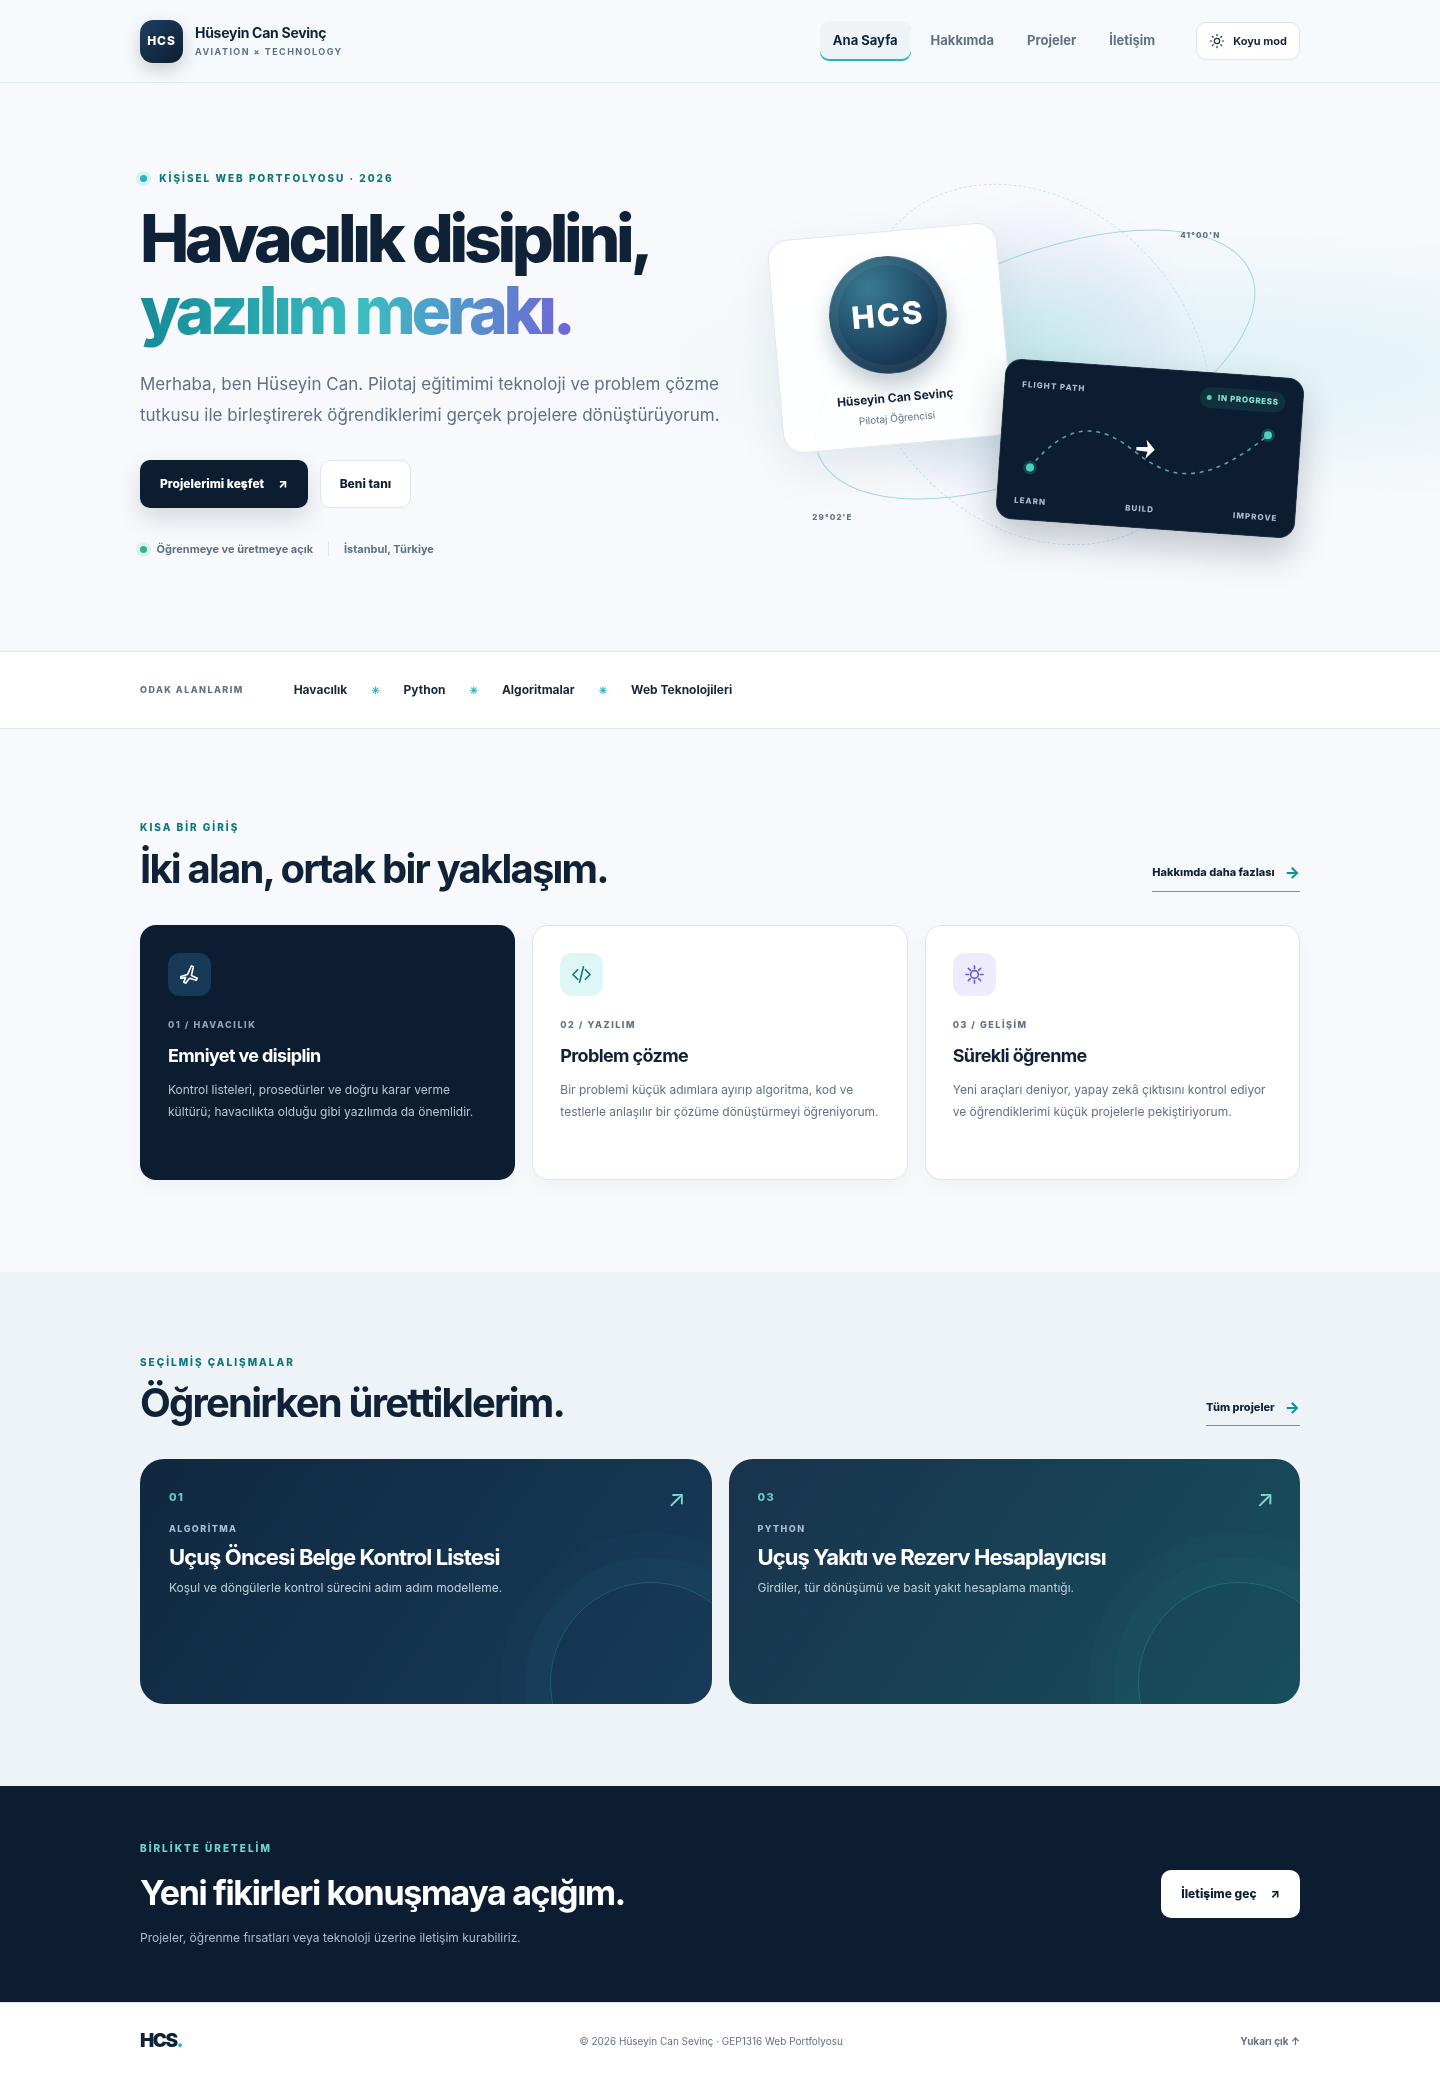 HCS
Hüseyin Can Sevinç
AVIATION × TECHNOLOGY
Ana Sayfa
Hakkımda
Projeler
İletişim
Koyu mod
KİŞİSEL WEB PORTFOLYOSU · 2026
Havacılık disiplini,
yazılım merakı.
Merhaba, ben Hüseyin Can. Pilotaj eğitimimi teknoloji ve problem çözme
tutkusu ile birleştirerek öğrendiklerimi gerçek projelere dönüştürüyorum.
Projelerimi keşfet
Beni tanı
Öğrenmeye ve üretmeye açık
İstanbul, Türkiye
41°00'N
HCS
Hüseyin Can Sevinç
Pilotaj Öğrencisi
FLIGHT PATH
IN PROGRESS
LEARN
BUILD
IMPROVE
29°02'E
ODAK ALANLARIM
Havacılık
Python
Algoritmalar
Web Teknolojileri
KISA BİR GİRİŞ
İki alan, ortak bir yaklaşım.
Hakkımda daha fazlası
01 / HAVACILIK
Emniyet ve disiplin
Kontrol listeleri, prosedürler ve doğru karar verme
kültürü; havacılıkta olduğu gibi yazılımda da önemlidir.
02 / YAZILIM
Problem çözme
Bir problemi küçük adımlara ayırıp algoritma, kod ve
testlerle anlaşılır bir çözüme dönüştürmeyi öğreniyorum.
03 / GELİŞİM
Sürekli öğrenme
Yeni araçları deniyor, yapay zekâ çıktısını kontrol ediyor
ve öğrendiklerimi küçük projelerle pekiştiriyorum.
SEÇİLMİŞ ÇALIŞMALAR
Öğrenirken ürettiklerim.
Tüm projeler
01
ALGORİTMA
Uçuş Öncesi Belge Kontrol Listesi
Koşul ve döngülerle kontrol sürecini adım adım modelleme.
03
PYTHON
Uçuş Yakıtı ve Rezerv Hesaplayıcısı
Girdiler, tür dönüşümü ve basit yakıt hesaplama mantığı.
BİRLİKTE ÜRETELİM
Yeni fikirleri konuşmaya açığım.
Projeler, öğrenme fırsatları veya teknoloji üzerine iletişim kurabiliriz.
İletişime geç
HCS.
© 2026 Hüseyin Can Sevinç · GEP1316 Web Portfolyosu
Yukarı çık ↑